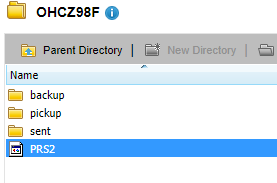 OHCZ98F
Parent Directory | New Directory |
Name
backup
pickup
sent
PRS2